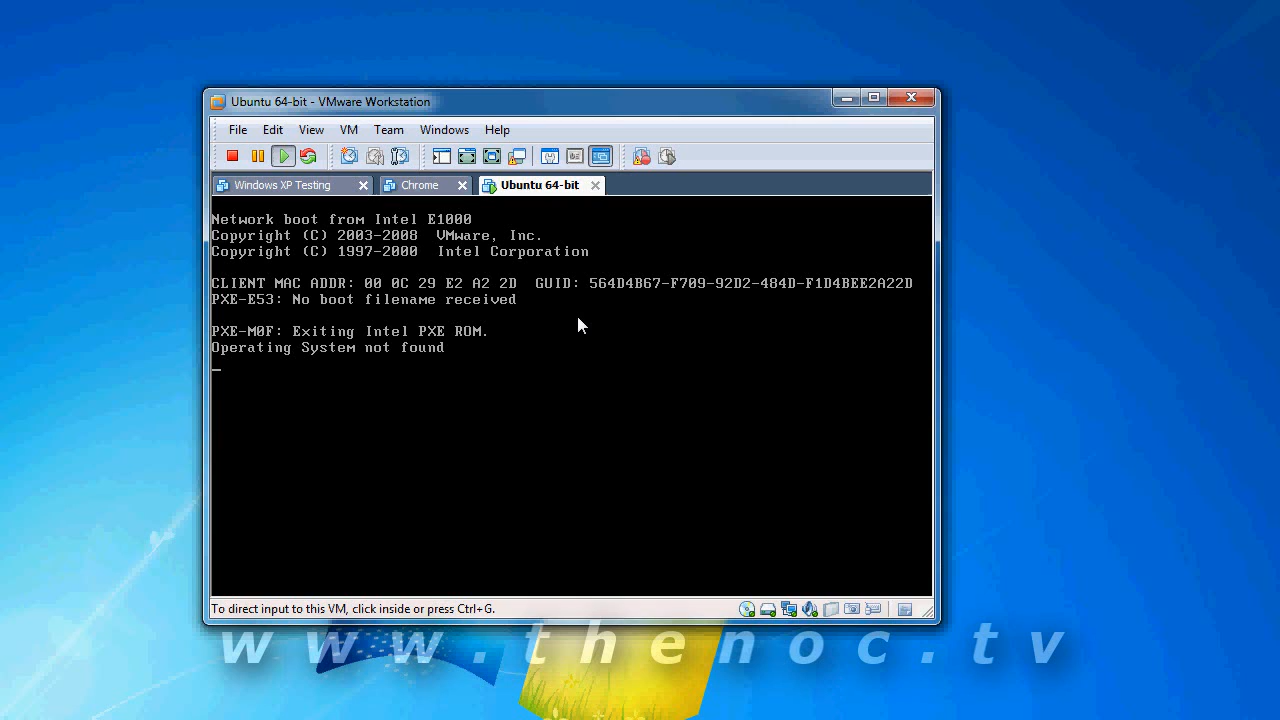 Ubuntu 64-bit - VMware Workstation
File Edit View VM Team Windows Help
Windows XP Testing Chrome Ubuntu 64-bit
Network boot from Intel E1000
Copyright (C) 2003-2008 VMware, Inc.
Copyright (C) 1997-2000 Intel Corporation
CLIENT MAC ADDR: 00 0C 29 E2 A2 2D GUID: 564D4B67-F709-92D2-484D-F1D4BEE2A22D
PXE-E53: No boot filename received
PXE-M0F: Exiting Intel PXE ROM.
Operating System not found
To direct input to this VM, click inside or press Ctrl+G.
www.thenoc.tv